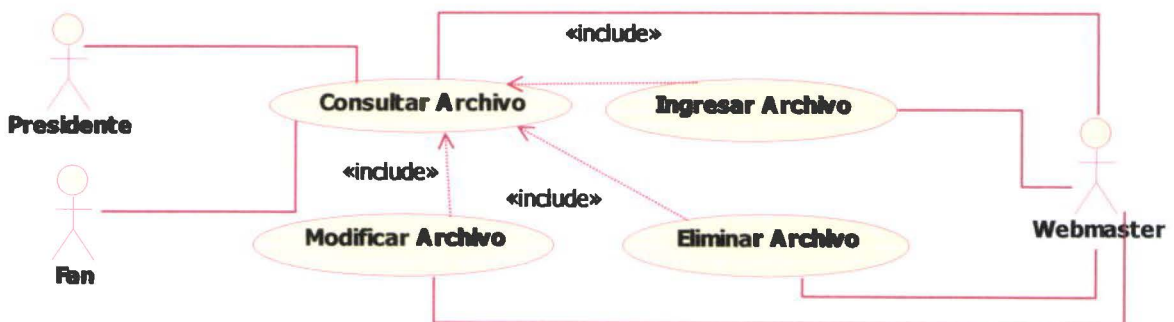 «include»
Consultar Archivo
Ingresar Archivo
Presidente
«include»
«include»
Modificar Archivo
Eliminar Archivo
Webmaster
Fan